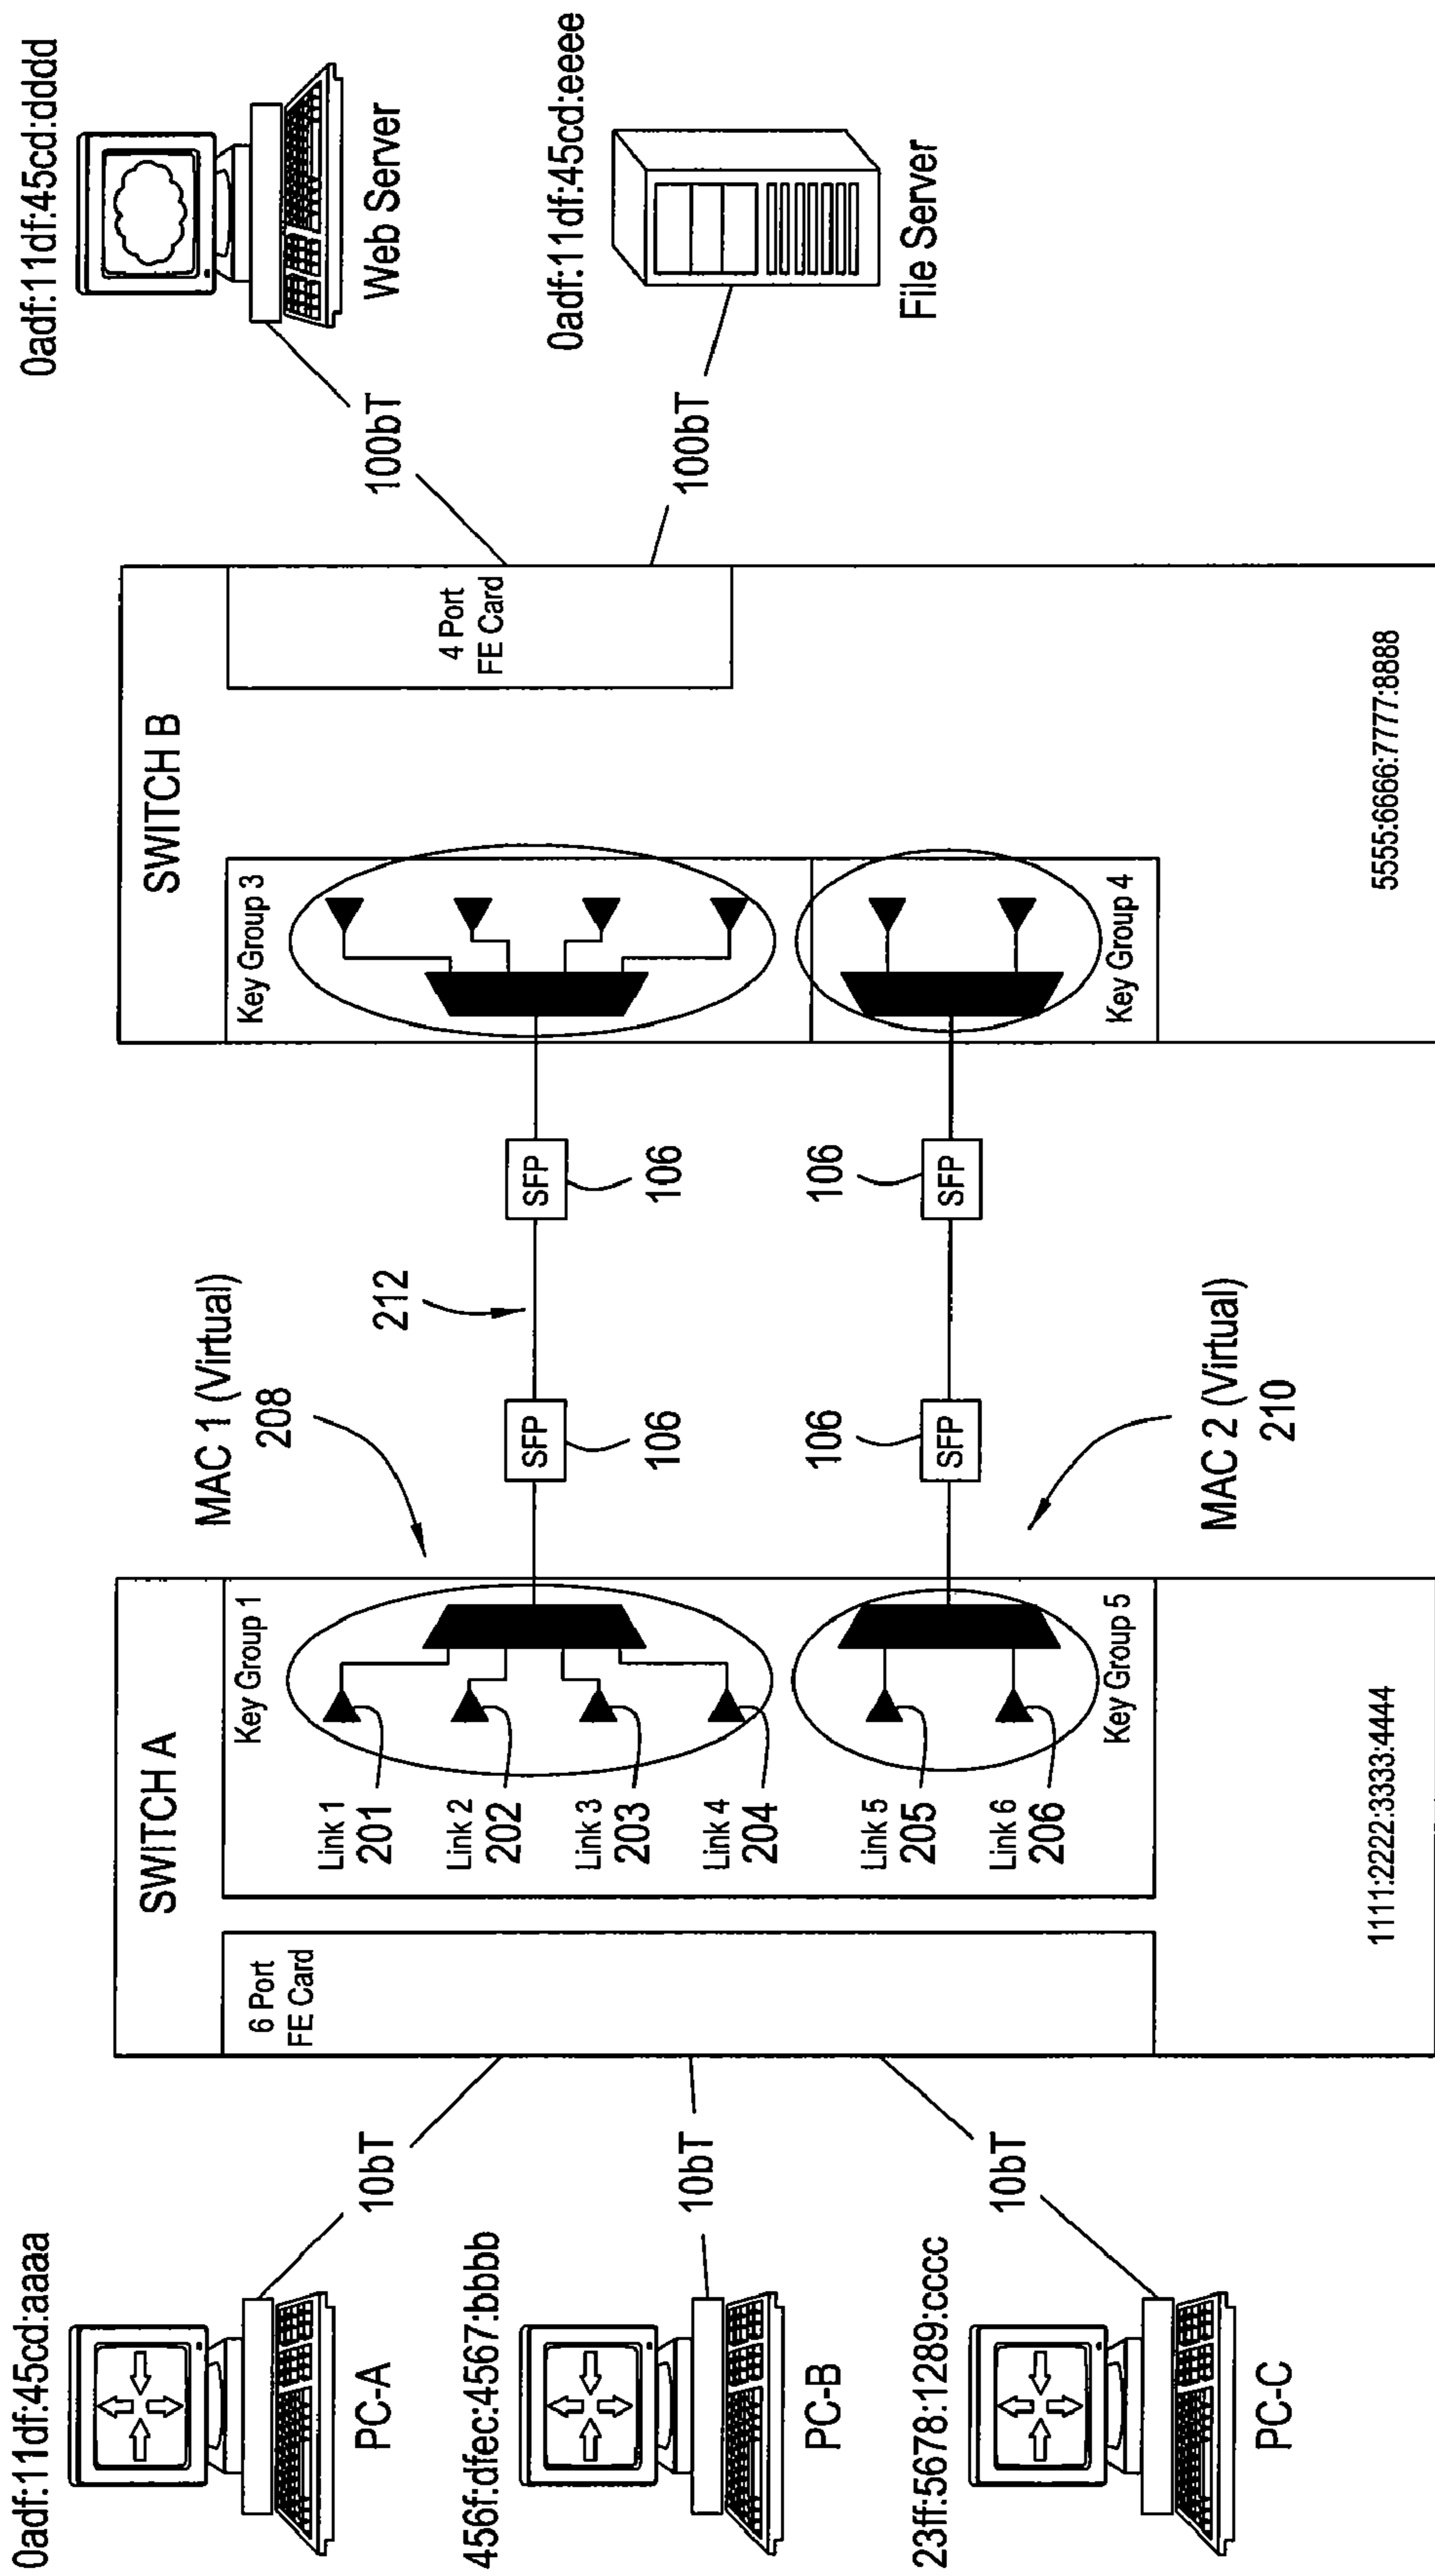 0adf:11df:45cd:aaaa
PC-A
456f:dfec:4567:bbbb
PC-B
23ff:5678:1289:cccc
PC-C
10bT
10bT
10bT
SWITCH A
6 Port
FE Card
Key Group 1
Link 1
201
Link 2
202
Link 3
203
Link 4
204
Link 5
205
Link 6
206
Key Group 5
1111:2222:3333:4444
MAC 1 (Virtual)
208
212
SFP
106
SFP
106
SFP
106
SFP
106
MAC 2 (Virtual)
210
SWITCH B
Key Group 3
Key Group 4
4 Port
FE Card
5555:6666:7777:8888
100bT
100bT
0adf:11df:45cd:dddd
Web Server
0adf:11df:45cd:eeee
File Server